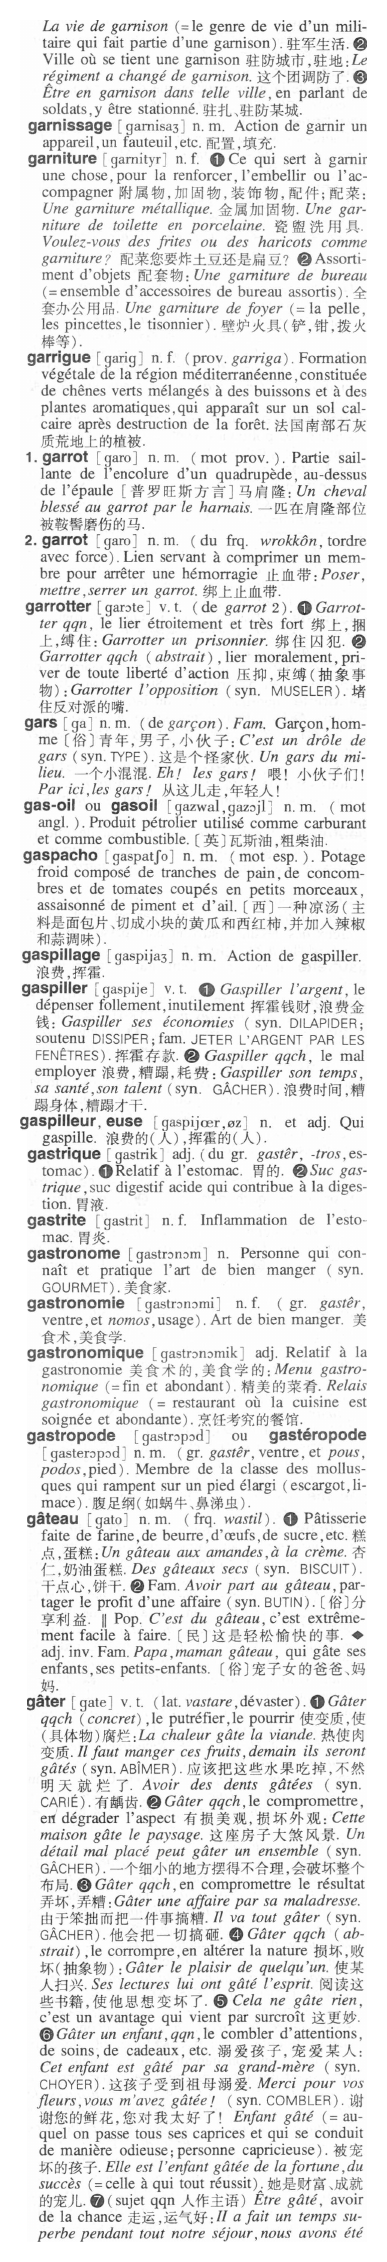 La vie de garnison (=le genre de vie d'un mili-
taire qui fait partie d'une garnison). 驻军生活. ❷
Ville où se tient une garnison 驻防城市,驻地:Le
régiment a changé de garnison. 这个团调防了. ❸
Être en garnison dans telle ville, en parlant de
soldats, y être stationné. 驻扎、驻防某城.
garnissage [garnisaʒ] n. m. Action de garnir un
appareil, un fauteuil, etc. 配置,填充.
garniture [garnityr] n. f. ❶ Ce qui sert à garnir
une chose, pour la renforcer, l'embellir ou l'ac-
compagner 附属物,加固物,装饰物,配件;配菜:
Une garniture métallique. 金属加固物. Une gar-
niture de toilette en porcelaine. 瓷盥洗用具.
Voulez-vous des frites ou des haricots comme
garniture? 配菜您要炸土豆还是扁豆? ❷ Assorti-
ment d'objets 配套物:Une garniture de bureau
(=ensemble d'accessoires de bureau assortis). 全
套办公用品. Une garniture de foyer (= la pelle,
les pincettes, le tisonnier). 壁炉火具(铲,钳,拨火
棒等).
garrigue [garig] n. f. (prov. garriga). Formation
végétale de la région méditerranéenne, constituée
de chênes verts mélangés à des buissons et à des
plantes aromatiques, qui apparaît sur un sol cal-
caire après destruction de la forêt. 法国南部石灰
质荒地上的植被.
1. garrot [garo] n. m. (mot prov.). Partie sail-
lante de l'encolure d'un quadrupède, au-dessus
de l'épaule [普罗旺斯方言]马肩隆:Un cheval
blessé au garrot par le harnais. 一匹在肩隆部位
被鞍辔磨伤的马.
2. garrot [garo] n. m. (du frq. wrokkôn, tordre
avec force). Lien servant à comprimer un mem-
bre pour arrêter une hémorragie 止血带:Poser,
mettre, serrer un garrot. 绑上止血带.
garrotter [garɔte] v. t. (de garrot 2). ❶ Garrot-
ter qqn, le lier étroitement et très fort 绑上,捆
上,缚住:Garrotter un prisonnier. 绑住囚犯. ❷
Garrotter qqch (abstrait), lier moralement, pri-
ver de toute liberté d'action 压抑,束缚(抽象事
物):Garrotter l'opposition (syn. MUSELER). 堵
住反对派的嘴.
gars [ga] n. m. (de garçon). Fam. Garçon, hom-
me [俗]青年,男子,小伙子:C'est un drôle de
gars (syn. TYPE). 这是个怪家伙. Un gars du mi-
lieu. 一个小混混. Eh! les gars! 喂! 小伙子们!
Par ici, les gars! 从这儿走,年轻人!
gas-oil ou gasoil [gazwal, gazɔjl] n. m. (mot
angl.). Produit pétrolier utilisé comme carburant
et comme combustible. [英]瓦斯油,粗柴油.
gaspacho [gaspatʃo] n. m. (mot esp.). Potage
froid composé de tranches de pain, de concom-
bres et de tomates coupés en petits morceaux,
assaisonné de piment et d'ail. [西]一种凉汤(主
料是面包片、切成小块的黄瓜和西红柿,并加入辣椒
和蒜调味).
gaspillage [gaspijaʒ] n. m. Action de gaspiller.
浪费,挥霍.
gaspiller [gaspije] v. t. ❶ Gaspiller l'argent, le
dépenser follement, inutilement 挥霍钱财,浪费金
钱: Gaspiller ses économies (syn. DILAPIDER;
soutenu DISSIPER; fam. JETER L'ARGENT PAR LES
FENÊTRES). 挥霍存款. ❷ Gaspiller qqch, le mal
employer 浪费,糟蹋,耗费: Gaspiller son temps,
sa santé, son talent (syn. GÂCHER). 浪费时间,糟
蹋身体,糟蹋才干.
gaspilleur, euse [gaspijœr, øz] n. et adj. Qui
gaspille. 浪费的(人),挥霍的(人).
gastrique [gastrik] adj. (du gr. gastêr, -tros, es-
tomac). ❶ Relatif à l'estomac. 胃的. ❷ Suc gas-
trique, suc digestif acide qui contribue à la diges-
tion. 胃液.
gastrite [gastrit] n. f. Inflammation de l'esto-
mac. 胃炎.
gastronome [gastrɔnɔm] n. Personne qui con-
naît et pratique l'art de bien manger (syn.
GOURMET). 美食家.
gastronomie [gastrɔnɔmi] n. f. (gr. gastêr,
ventre, et nomos, usage). Art de bien manger. 美
食术,美食学.
gastronomique [gastrɔnɔmik] adj. Relatif à la
gastronomie 美食术的,美食学的:Menu gastro-
nomique (=fin et abondant). 精美的菜肴. Relais
gastronomique (= restaurant où la cuisine est
soignée et abondante). 烹饪考究的餐馆.
gastropode [gastrɔpɔd] ou gastéropode
[gasterɔpɔd] n. m. (gr. gastêr, ventre, et pous,
podos, pied). Membre de la classe des mollus-
ques qui rampent sur un pied élargi (escargot, li-
mace). 腹足纲(如蜗牛、鼻涕虫).
gâteau [gato] n. m. (frq. wastil). ❶ Pâtisserie
faite de farine, de beurre, d'œufs, de sucre, etc. 糕
点,蛋糕:Un gâteau aux amandes, à la crème. 杏
仁,奶油蛋糕. Des gâteaux secs (syn. BISCUIT).
干点心,饼干. ❷ Fam. Avoir part au gâteau, par-
tager le profit d'une affaire (syn. BUTIN). [俗]分
享利益. ‖ Pop. C'est du gâteau, c'est extrême-
ment facile à faire. [民]这是轻松愉快的事. ◆
adj. inv. Fam. Papa, maman gâteau, qui gâte ses
enfants, ses petits-enfants. [俗]宠子女的爸爸、妈
妈.
gâter [gate] v. t. (lat. vastare, dévaster). ❶ Gâter
qqch (concret), le putréfier, le pourrir 使变质,使
(具体物)腐烂:La chaleur gâte la viande. 热使肉
变质. Il faut manger ces fruits, demain ils seront
gâtés (syn. ABÎMER). 应该把这些水果吃掉,不然
明天就烂了. Avoir des dents gâtées (syn.
CARIÉ). 有龋齿. ❷ Gâter qqch, le compromettre,
en dégrader l'aspect 有损美观,损坏外观: Cette
maison gâte le paysage. 这座房子大煞风景. Un
détail mal placé peut gâter un ensemble (syn.
GÂCHER). 一个细小的地方摆得不合理,会破坏整个
布局. ❸ Gâter qqch, en compromettre le résultat
弄坏,弄糟:Gâter une affaire par sa maladresse.
由于笨拙而把一件事搞糟. Il va tout gâter (syn.
GÂCHER). 他会把一切搞砸. ❹ Gâter qqch (ab-
strait), le corrompre, en altérer la nature 损坏,败
坏(抽象物):Gâter le plaisir de quelqu'un. 使某
人扫兴. Ses lectures lui ont gâté l'esprit. 阅读这
些书籍,使他思想变坏了. ❺ Cela ne gâte rien,
c'est un avantage qui vient par surcroît 这更妙.
❻ Gâter un enfant, qqn, le combler d'attentions,
de soins, de cadeaux, etc. 溺爱孩子,宠爱某人:
Cet enfant est gâté par sa grand-mère (syn.
CHOYER). 这孩子受到祖母溺爱. Merci pour vos
fleurs, vous m'avez gâtée! (syn. COMBLER). 谢
谢您的鲜花,您对我太好了! Enfant gâté (= au-
quel on passe tous ses caprices et qui se conduit
de manière odieuse; personne capricieuse). 被宠
坏的孩子. Elle est l'enfant gâtée de la fortune, du
succès (=celle à qui tout réussit). 她是财富、成就
的宠儿. ❼ (sujet qqn 人作主语) Être gâté, avoir
de la chance 走运,运气好:Il a fait un temps su-
perbe pendant tout notre séjour, nous avons été